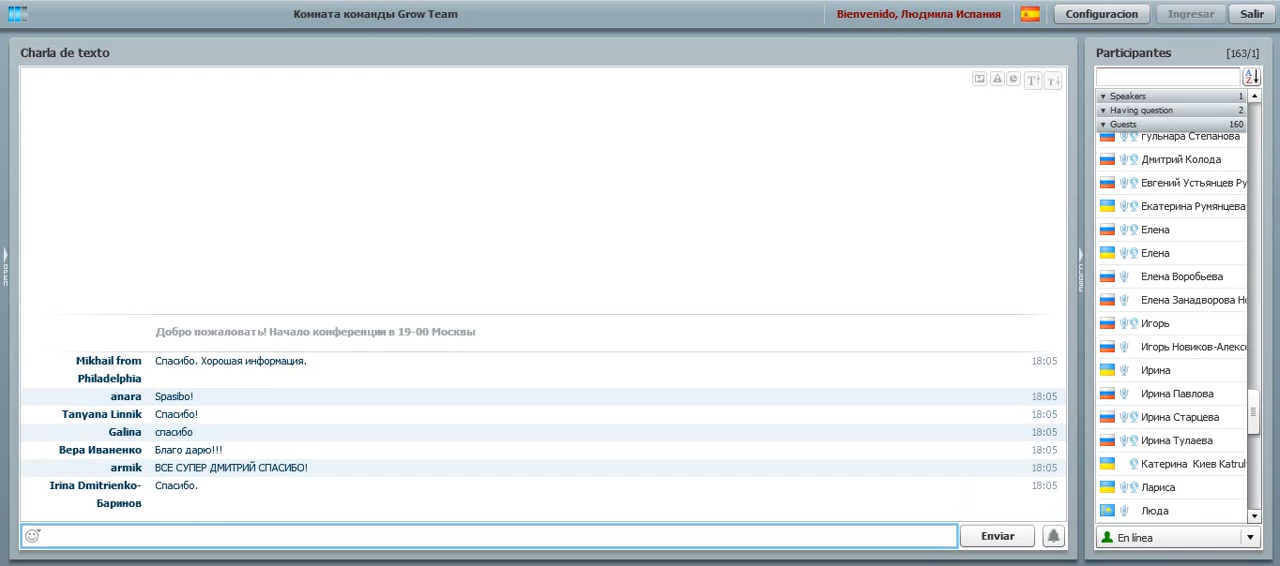 Комната команды Grow Team
Bienvenido, Людмила Испания
Configuracion
Ingresar
Salir
Charla de texto
Добро пожаловать! Начало конференции в 19-00 Москвы
Mikhail from Philadelphia Спасибо. Хорошая информация. 18:05
anara Spasibo! 18:05
Tanyana Linnik Спасибо! 18:05
Galina спасибо 18:05
Вера Иваненко Благо дарю!!! 18:05
armik ВСЕ СУПЕР ДМИТРИЙ СПАСИБО! 18:05
Irina Dmitrienko-Баринов Спасибо. 18:05
Enviar
Participantes [163/1]
Speakers 1
Having question 2
Guests 160
гульнара Степанова
Дмитрий Колода
Евгений Устьянцев Ру
Екатерина Румянцева
Елена
Елена
Елена Воробьева
Елена Занадворова Но
Игорь
Игорь Новиков-Алекс
Ирина
Ирина Павлова
Ирина Старцева
Ирина Тулаева
Катерина Киев Katrul
Лариса
Люда
En línea
OPEN
CLOSE